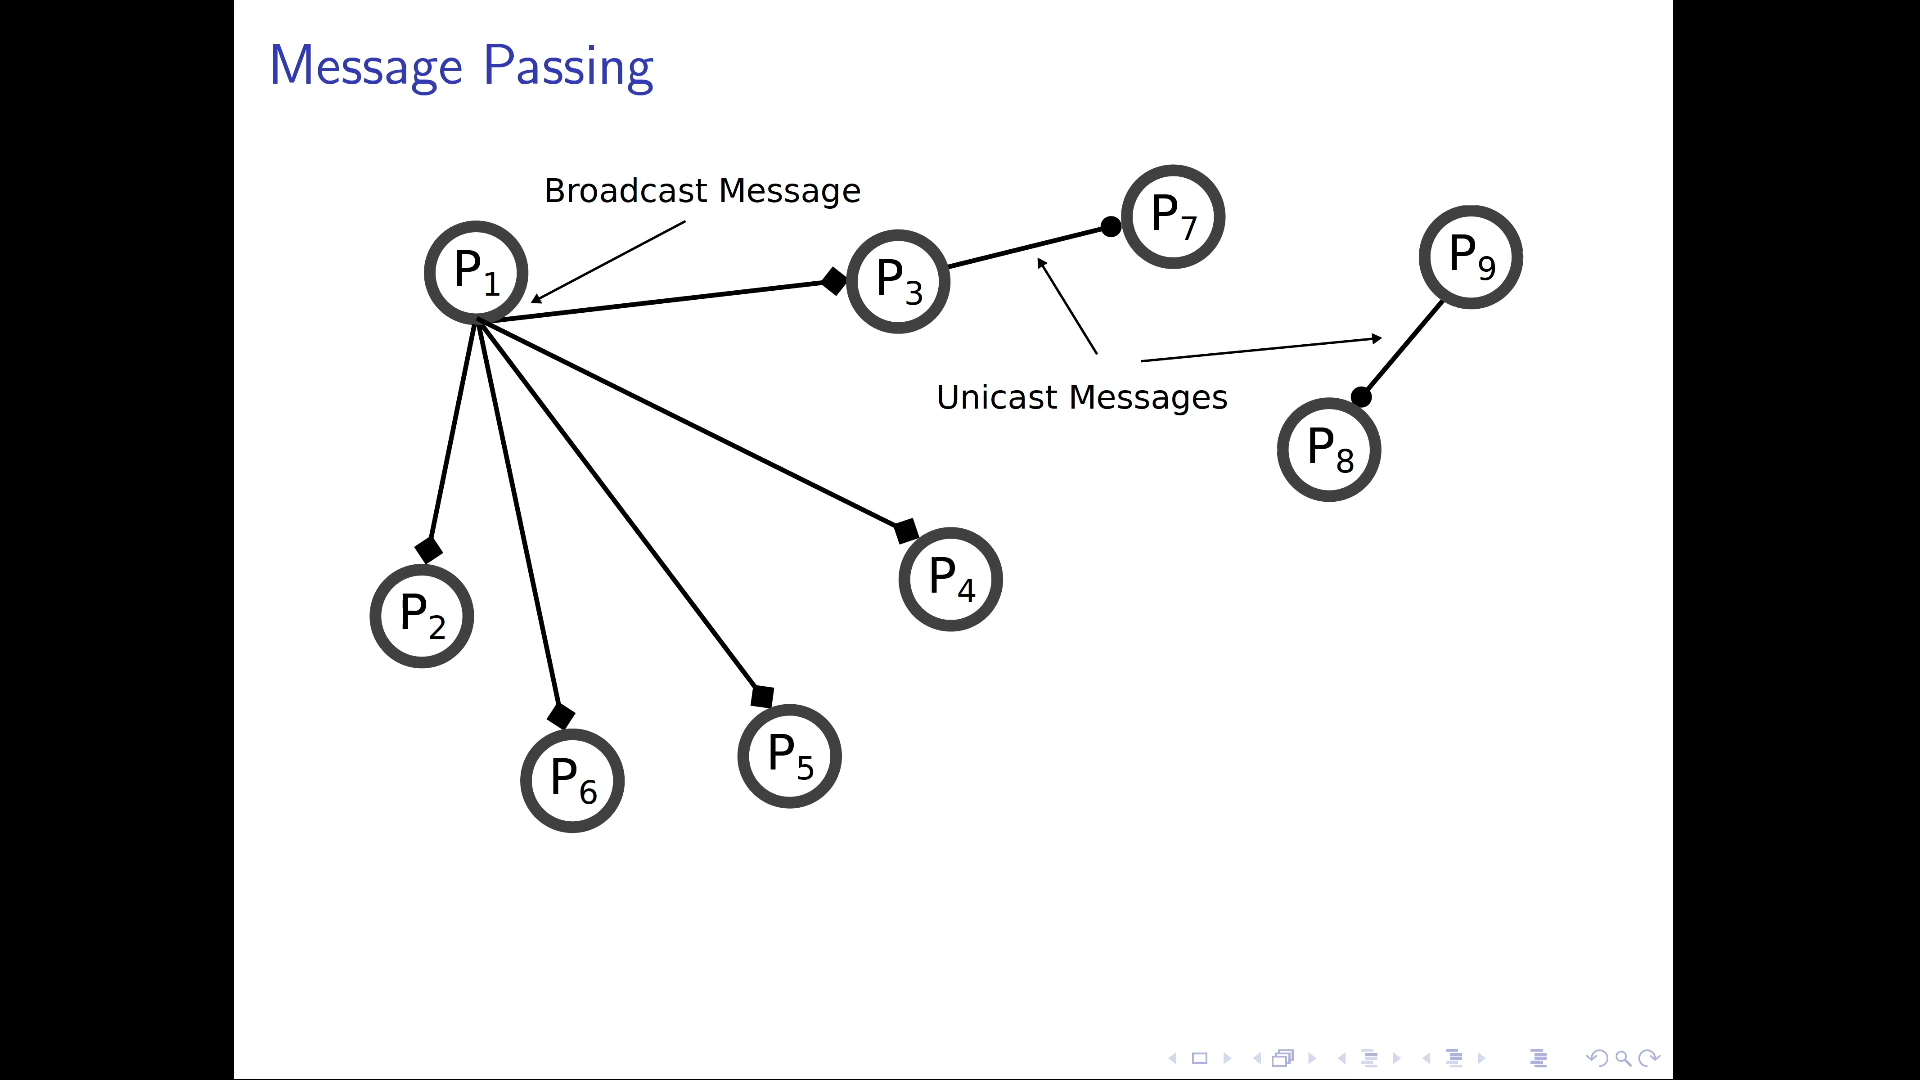 Message Passing
Broadcast Message
P7
P9
P1
P3
Unicast Messages
P8
P4
P2
P5
P6